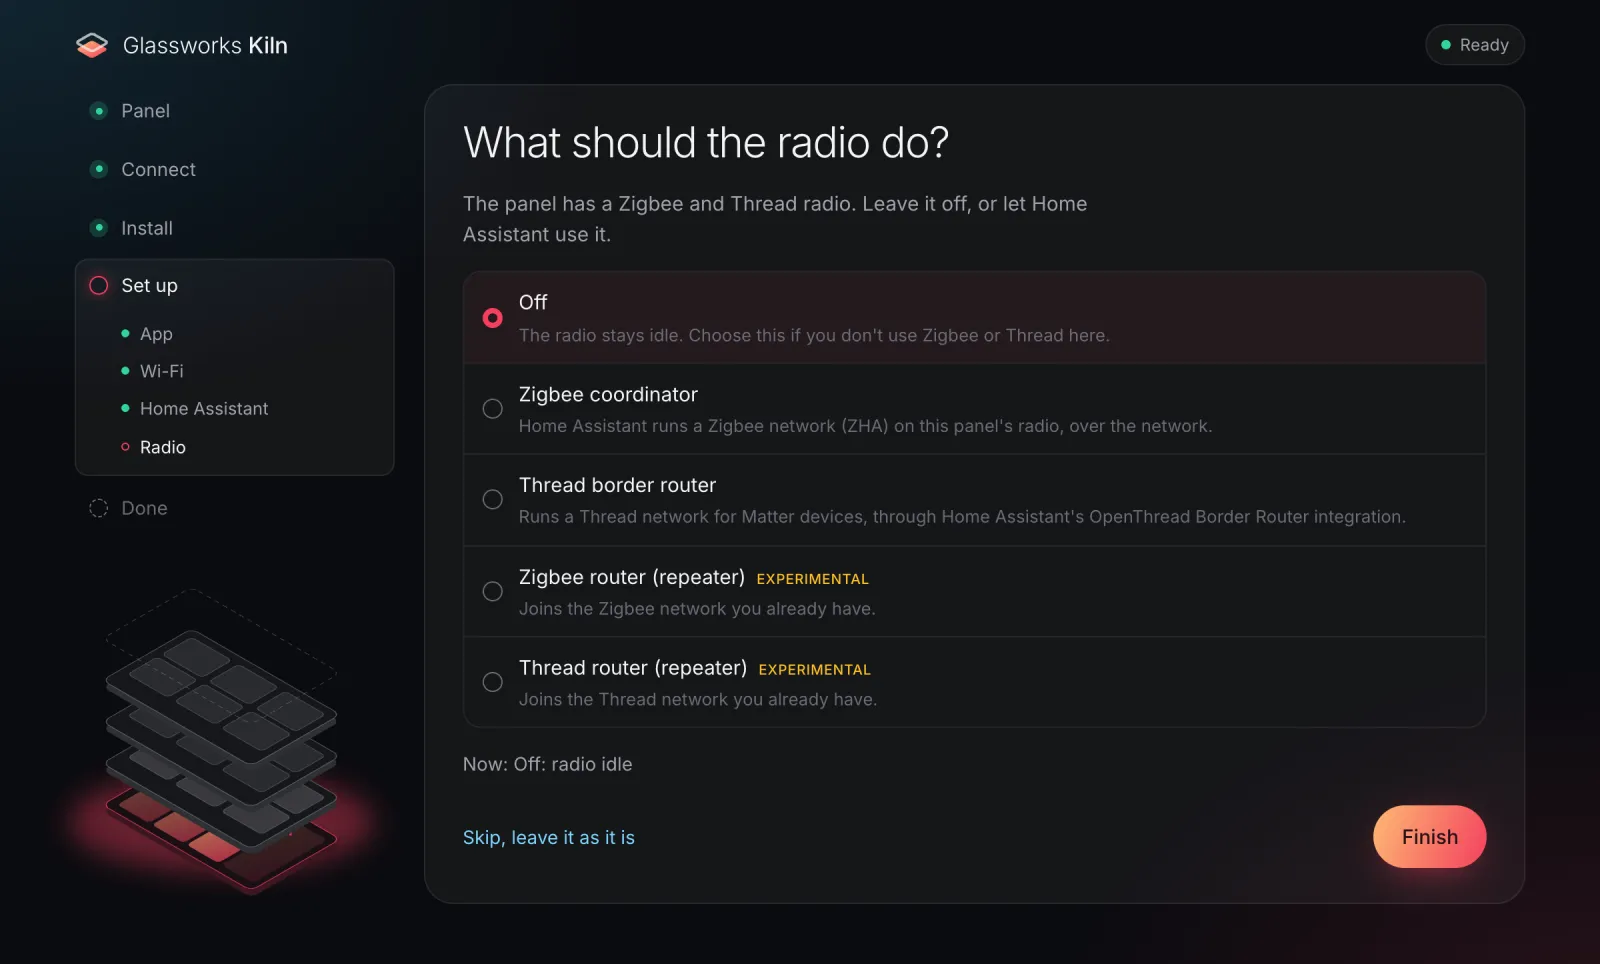 Glassworks Kiln
Ready
Panel
Connect
Install
Set up
App
Wi-Fi
Home Assistant
Radio
Done
What should the radio do?
The panel has a Zigbee and Thread radio. Leave it off, or let Home
Assistant use it.
Off
The radio stays idle. Choose this if you don't use Zigbee or Thread here.
Zigbee coordinator
Home Assistant runs a Zigbee network (ZHA) on this panel's radio, over the network.
Thread border router
Runs a Thread network for Matter devices, through Home Assistant's OpenThread Border Router integration.
Zigbee router (repeater) EXPERIMENTAL
Joins the Zigbee network you already have.
Thread router (repeater) EXPERIMENTAL
Joins the Thread network you already have.
Now: Off: radio idle
Skip, leave it as it is
Finish